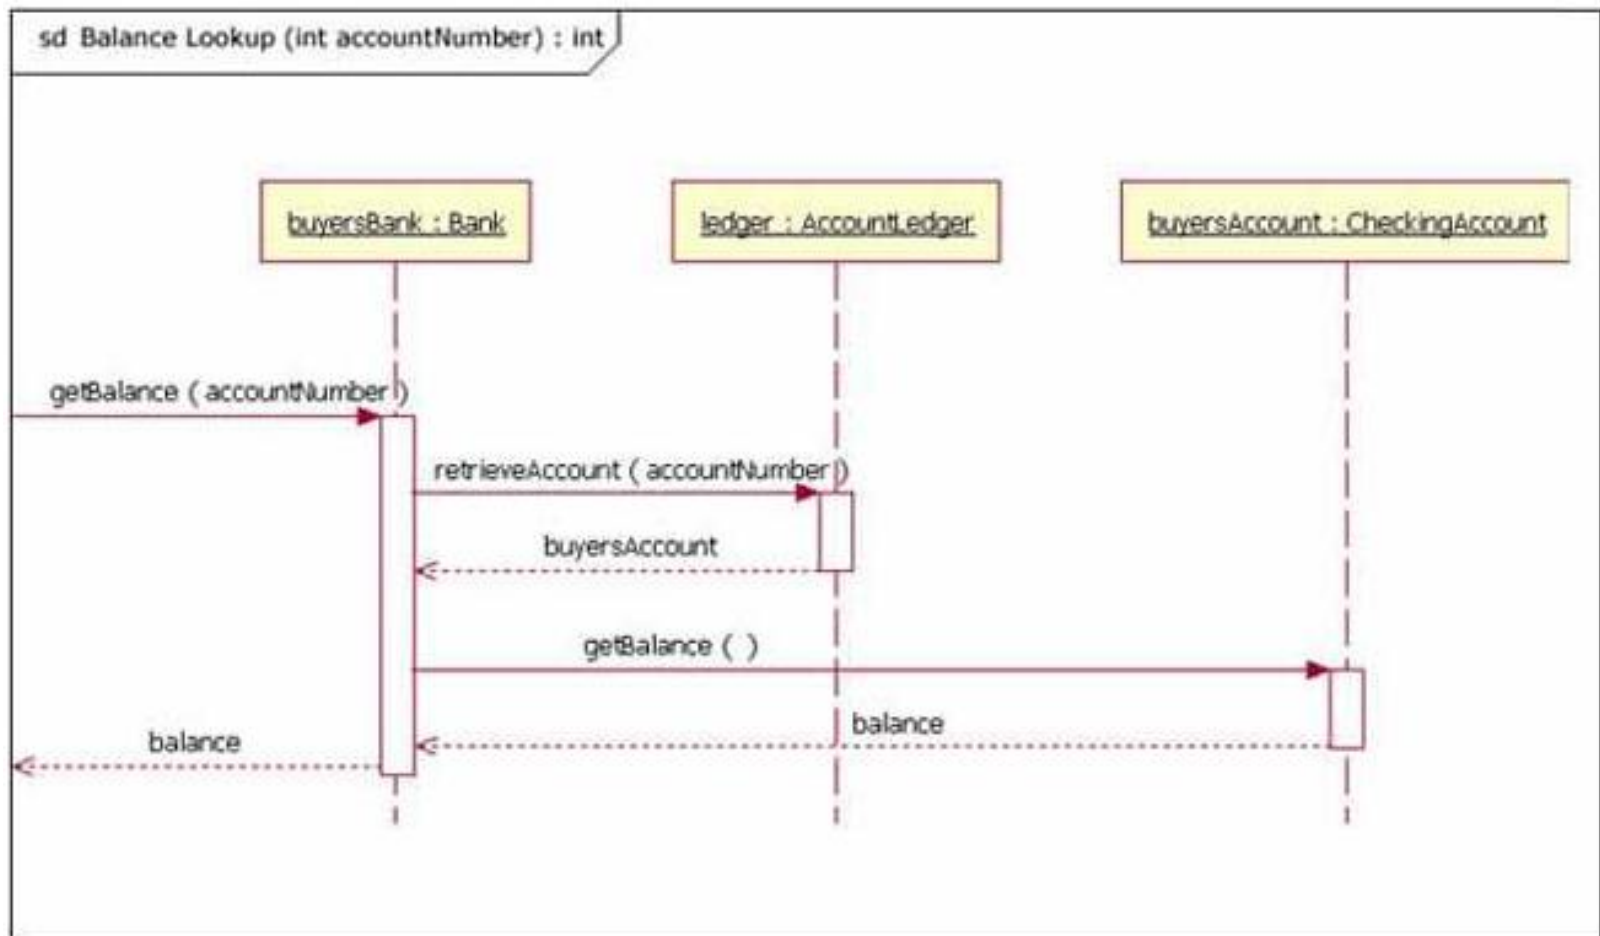 sd Balance Lookup (int accountNumber) : int
buyersBank : Bank
ledger : AccountLedger
buyersAccount : CheckingAccount
getBalance ( accountNumber )
retrieveAccount ( accountNumber )
buyersAccount
getBalance ( )
balance
balance